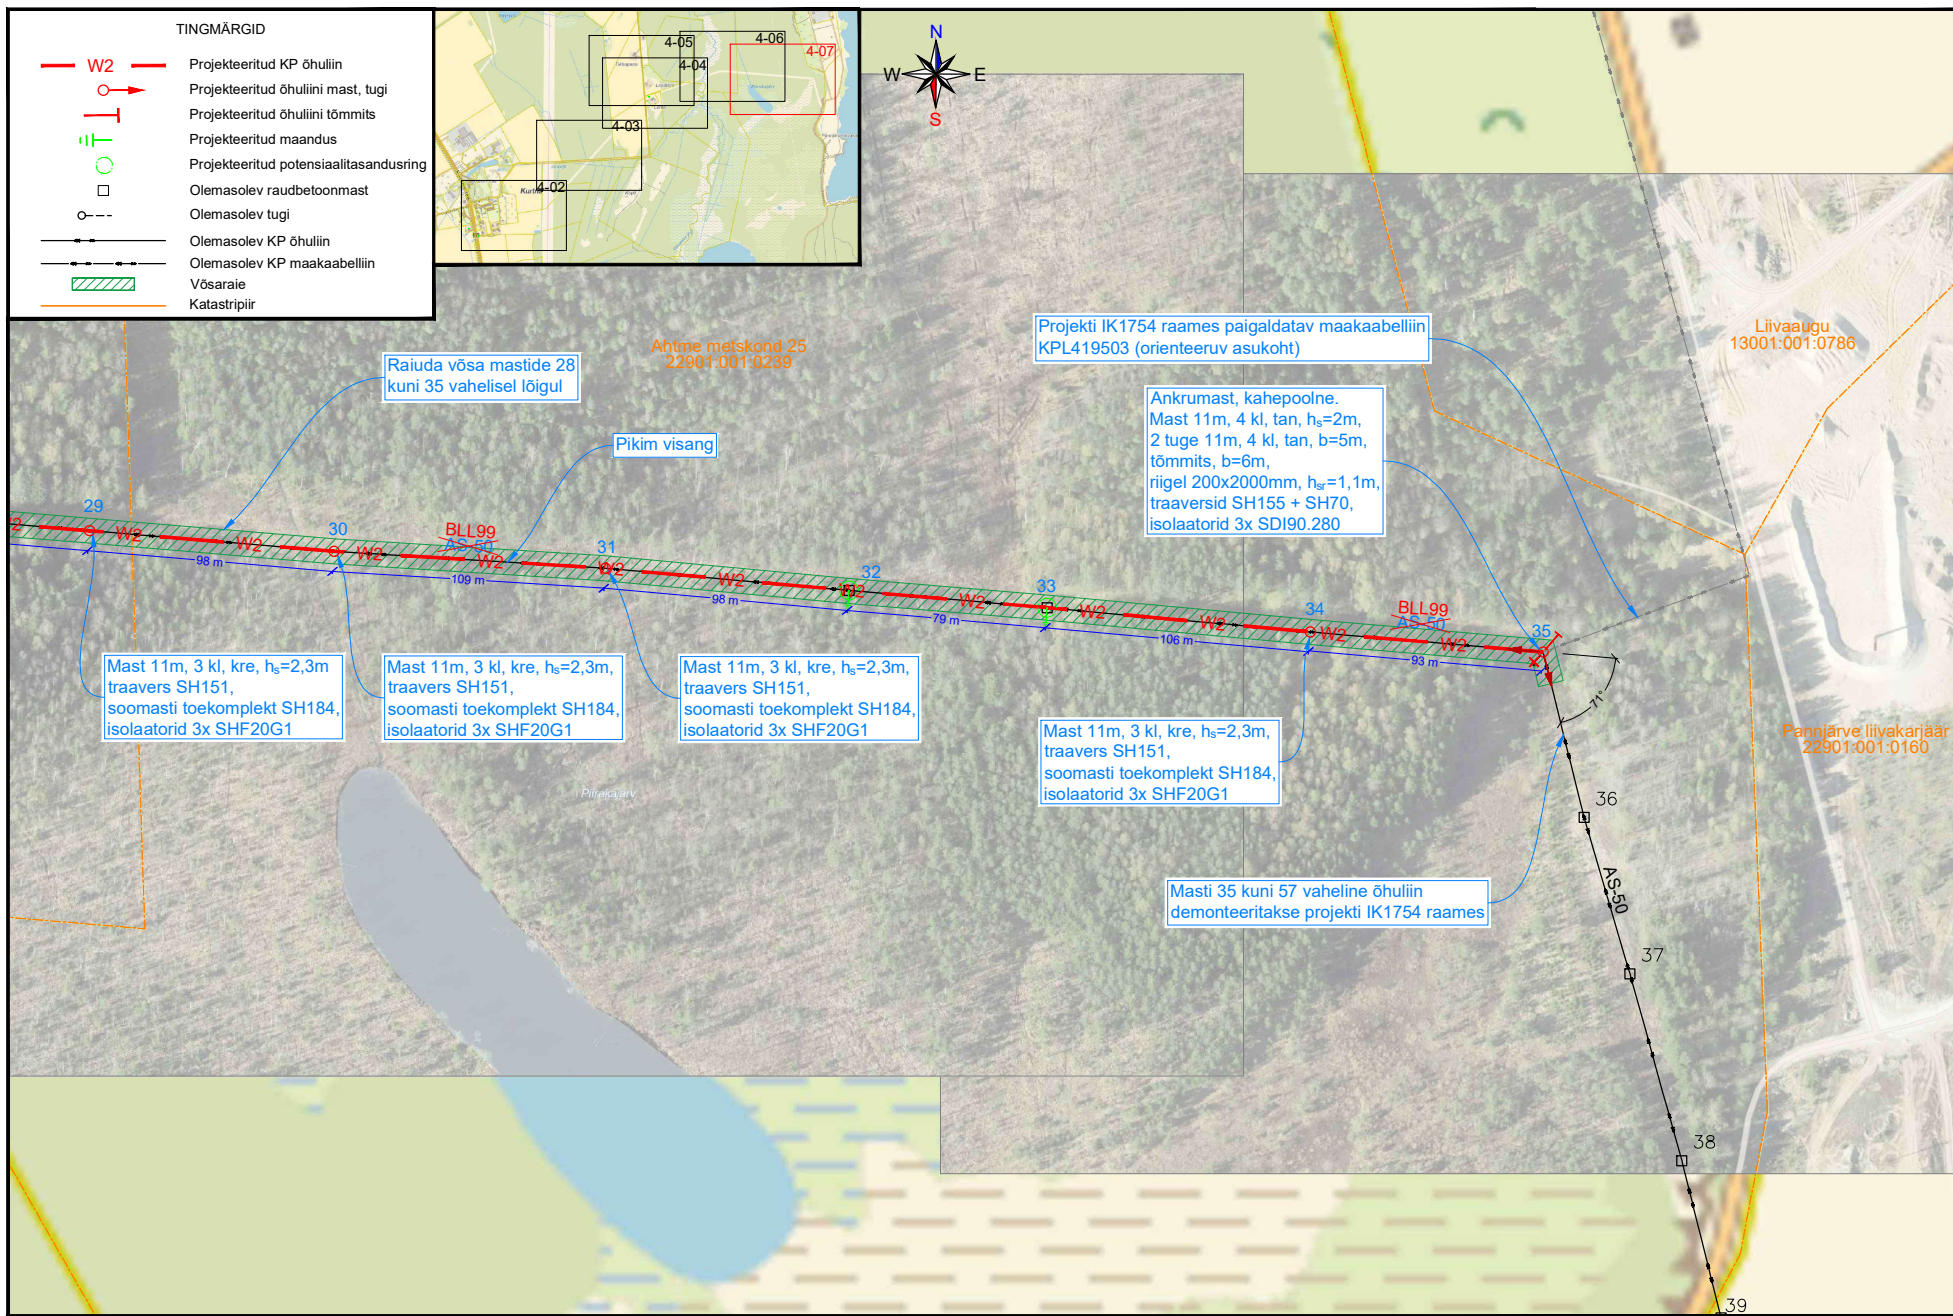 TINGMÄRGID
W2 Projekteeritud KP õhuliin
Projekteeritud õhuliini mast, tugi
Projekteeritud õhuliini tõmmits
Projekteeritud maandus
Projekteeritud potensiaalitasandusring
Olemasolev raudbetoonmast
Olemasolev tugi
Olemasolev KP õhuliin
Olemasolev KP maakaabelliin
Võsaraie
Katastripiir
4-05
4-06
4-07
4-04
4-03
4-02
N
W
E
S
Ahtme metskond 25
22901:001:0239
Raiuda võsa mastide 28
kuni 35 vahelisel lõigul
Pikim visang
Projekti IK1754 raames paigaldatav maakaabelliin
KPL419503 (orienteeruv asukoht)
Liivaaugu
13001:001:0786
Ankrumast, kahepoolne.
Mast 11m, 4 kl, tan, hs=2m,
2 tuge 11m, 4 kl, tan, b=5m,
tõmmits, b=6m,
riigel 200x2000mm, hsr=1,1m,
traaversid SH155 + SH70,
isolaatorid 3x SDI90.280
29
30
31
32
33
34
35
BLL99
AS-50
BLL99
AS-50
W2 W2 W2 W2 W2 W2 W2 W2 W2 W2 W2 W2 W2
98 m
109 m
98 m
79 m
106 m
93 m
71°
Mast 11m, 3 kl, kre, hs=2,3m
traavers SH151,
soomasti toekomplekt SH184,
isolaatorid 3x SHF20G1
Mast 11m, 3 kl, kre, hs=2,3m,
traavers SH151,
soomasti toekomplekt SH184,
isolaatorid 3x SHF20G1
Mast 11m, 3 kl, kre, hs=2,3m,
traavers SH151,
soomasti toekomplekt SH184,
isolaatorid 3x SHF20G1
Mast 11m, 3 kl, kre, hs=2,3m,
traavers SH151,
soomasti toekomplekt SH184,
isolaatorid 3x SHF20G1
Pannjärve liivakarjäär
22901:001:0160
Piirakajärv
36
AS-50
Masti 35 kuni 57 vaheline õhuliin
demonteeritakse projekti IK1754 raames
37
38
39